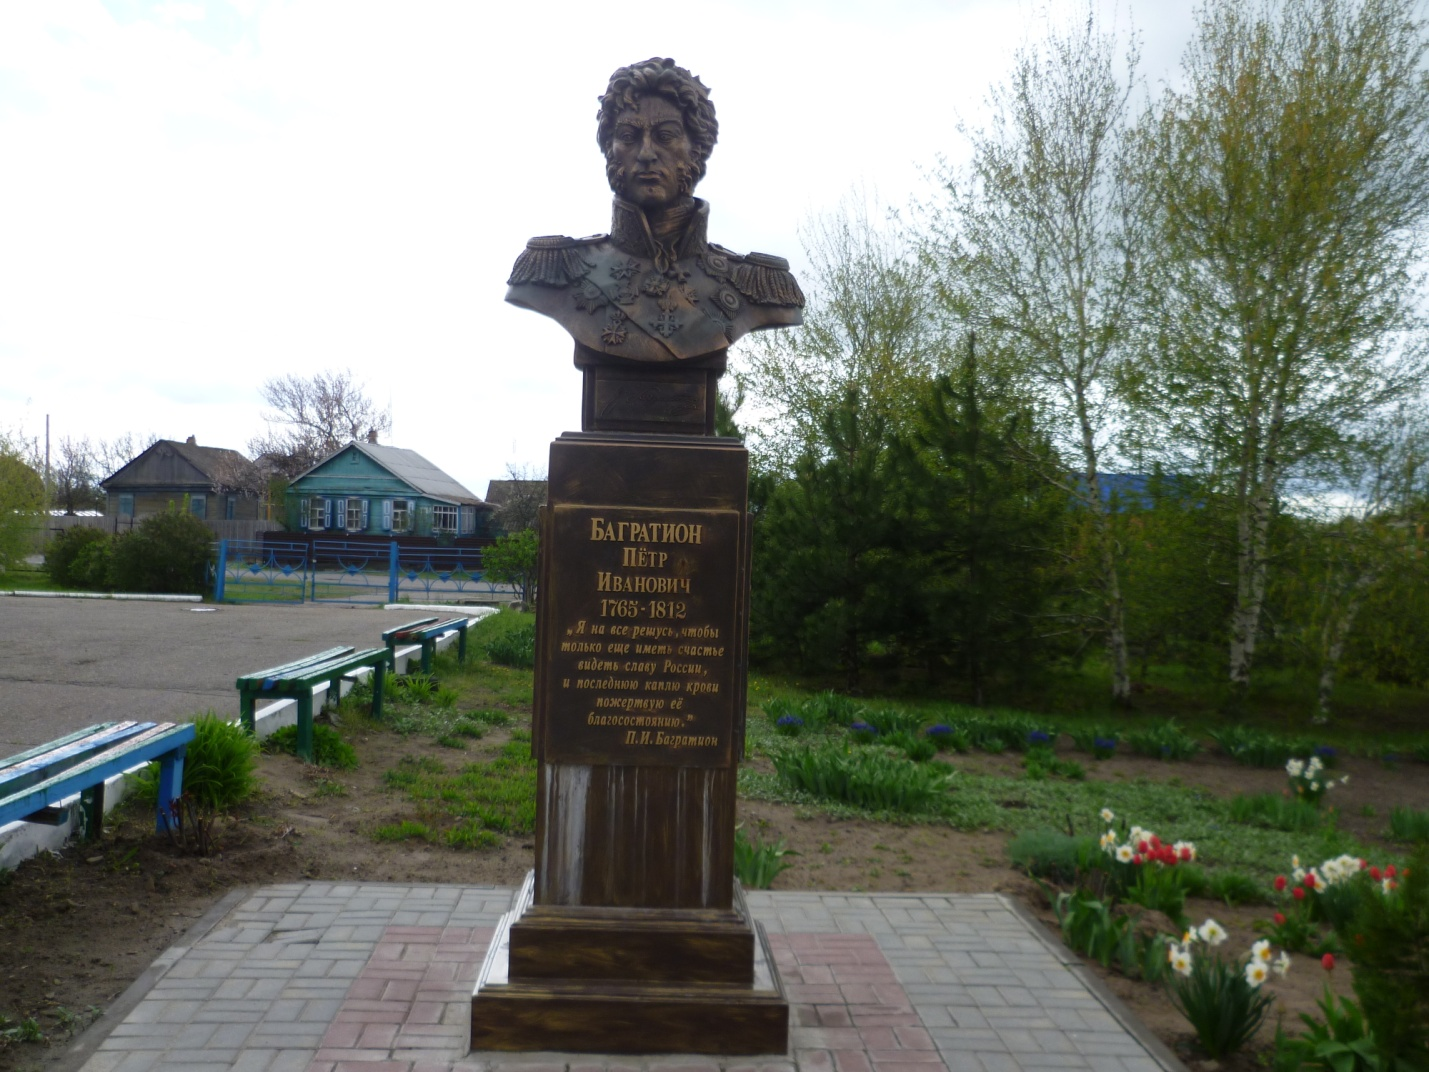 БАГРАТИОН
ПЁТР
ИВАНОВИЧ
1765-1812
„Я на все решусь, чтобы
только еще иметь счастье
видеть славу России,
и последнюю каплю крови
пожертвую её
благосостоянию."
П.И.Багратион